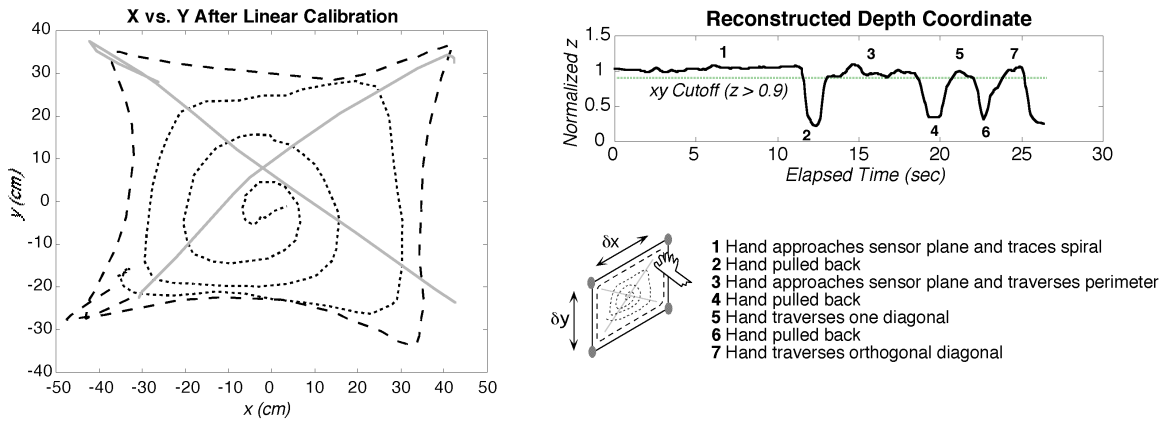 X vs. Y After Linear Calibration
40
30
20
10
0
-10
-20
-30
-40
y (cm)
-50 -40 -30 -20 -10 0 10 20 30 40 50
x (cm)
Reconstructed Depth Coordinate
Normalized z
1.5
1
0.5
0
1 3 5 7
xy Cutoff (z > 0.9)
2 4 6
0 5 10 15 20 25 30
Elapsed Time (sec)
δx
δy
1 Hand approaches sensor plane and traces spiral
2 Hand pulled back
3 Hand approaches sensor plane and traverses perimeter
4 Hand pulled back
5 Hand traverses one diagonal
6 Hand pulled back
7 Hand traverses orthogonal diagonal